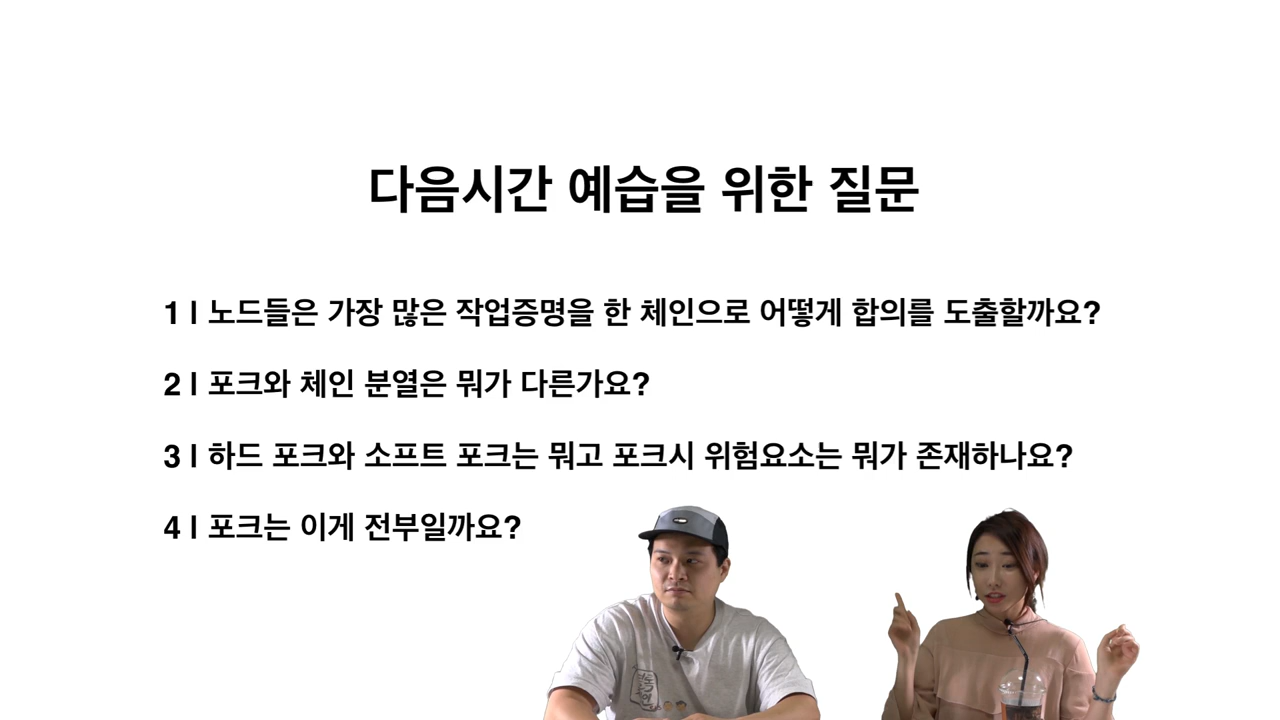 다음시간 예습을 위한 질문
1 | 노드들은 가장 많은 작업증명을 한 체인으로 어떻게 합의를 도출할까요?
2 | 포크와 체인 분열은 뭐가 다른가요?
3 | 하드 포크와 소프트 포크는 뭐고 포크시 위험요소는 뭐가 존재하나요?
4 | 포크는 이게 전부일까요?